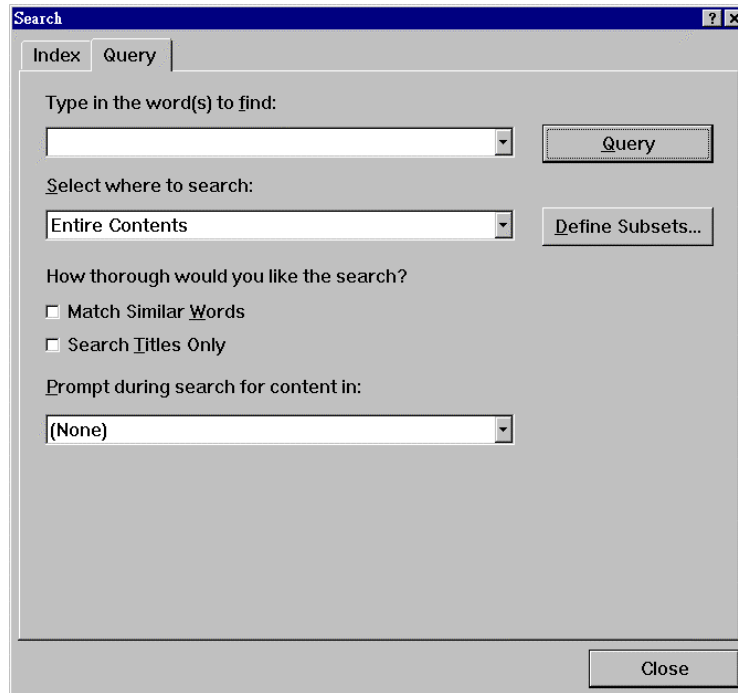 Search
Index Query
Type in the word(s) to find:
Query
Select where to search:
Entire Contents
Define Subsets...
How thorough would you like the search?
Match Similar Words
Search Titles Only
Prompt during search for content in:
(None)
Close